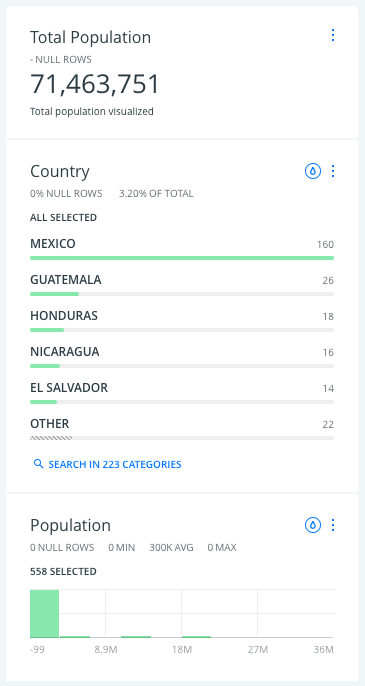 Total Population
- NULL ROWS
71,463,751
Total population visualized
Country
0% NULL ROWS 3.20% OF TOTAL
ALL SELECTED
MEXICO 160
GUATEMALA 26
HONDURAS 18
NICARAGUA 16
EL SALVADOR 14
OTHER 22
SEARCH IN 223 CATEGORIES
Population
0 NULL ROWS 0 MIN 300K AVG 0 MAX
558 SELECTED
-99 8.9M 18M 27M 36M